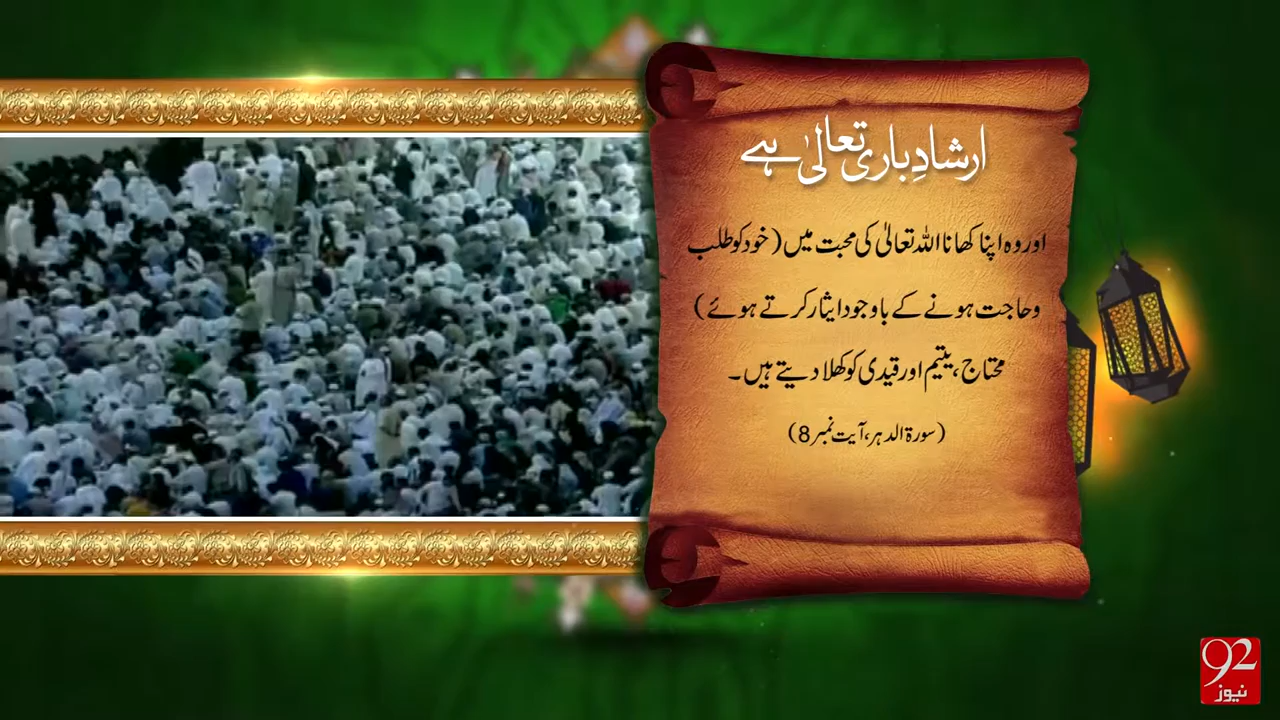 ارشادِ باری تعالیٰ ہے
اور وہ اپنا کھانا اللہ تعالیٰ کی محبت میں (خود کو طلب
و حاجت ہونے کے باوجود ایثار کرتے ہوئے)
محتاج، یتیم اور قیدی کو کھلا دیتے ہیں۔
(سورۃ الدہر، آیت نمبر 8)
92
نیوز